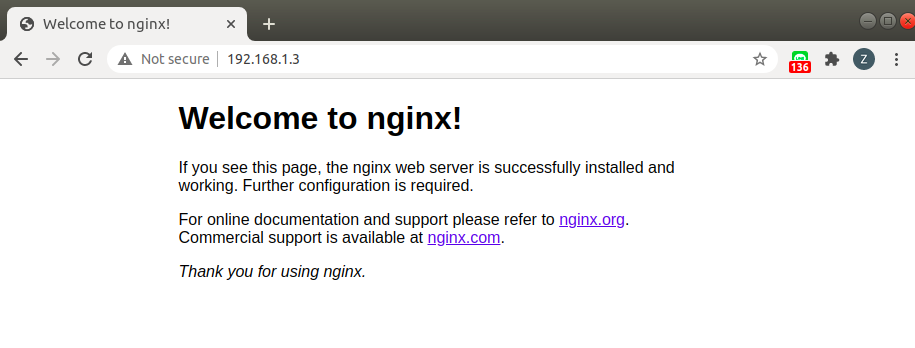 Welcome to nginx!
Not secure
192.168.1.3
136
Z
Welcome to nginx!
If you see this page, the nginx web server is successfully installed and
working. Further configuration is required.
For online documentation and support please refer to nginx.org.
Commercial support is available at nginx.com.
Thank you for using nginx.